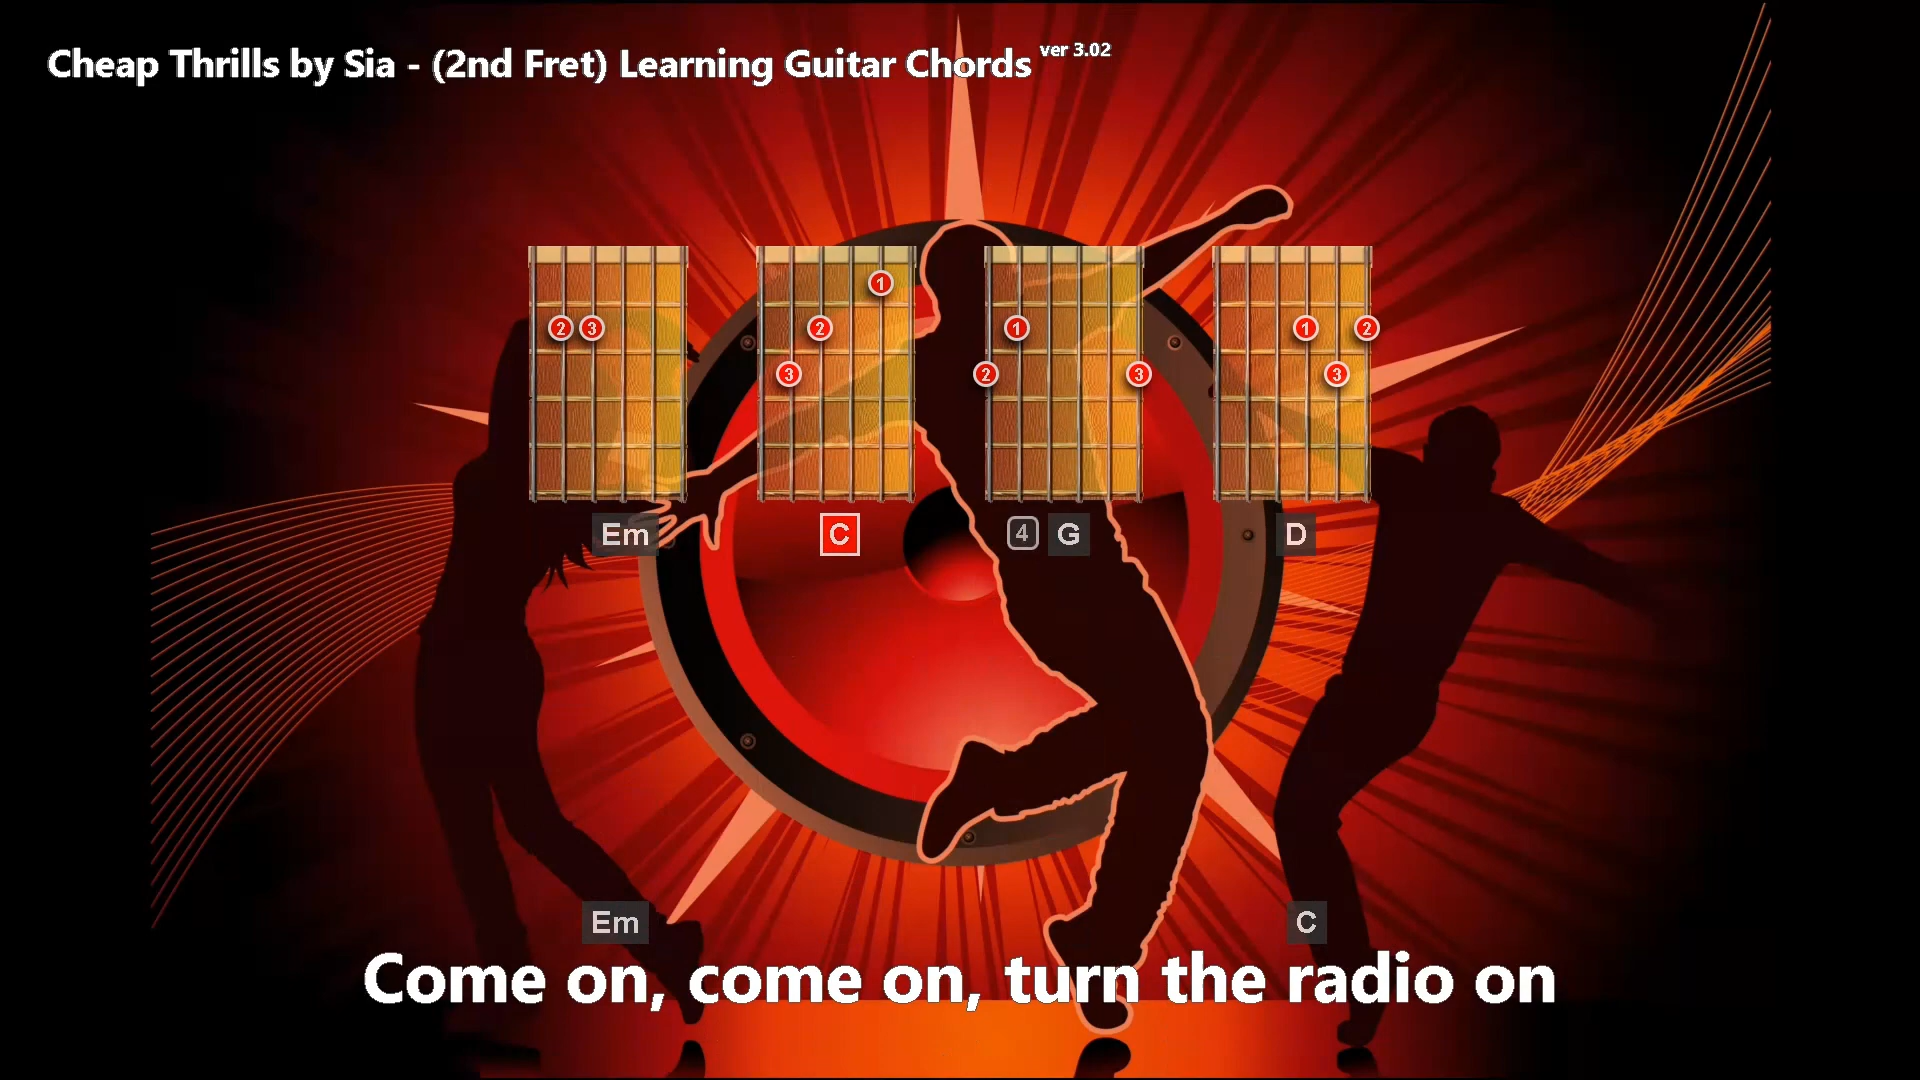 Cheap Thrills by Sia - (2nd Fret) Learning Guitar Chords ver 3.02
1
2 3 2 1 1 2
3 2 3 3
Em C 4 G D
Em C
Come on, come on, turn the radio on